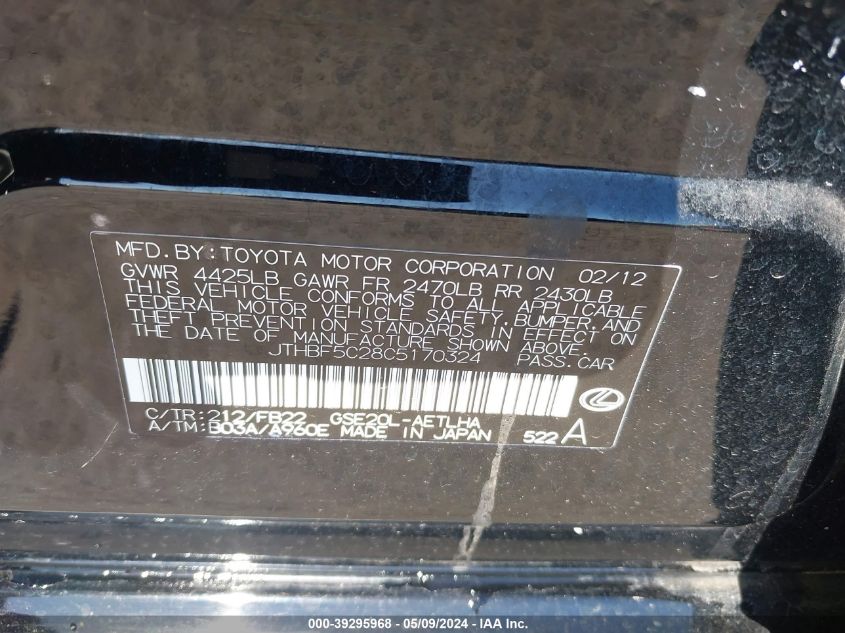 MFD. BY: TOYOTA MOTOR CORPORATION 02/12
GVWR 4425LB GAWR FR 2470LB RR 2430LB
THIS VEHICLE CONFORMS TO ALL APPLICABLE
FEDERAL MOTOR VEHICLE SAFETY, BUMPER, AND
THEFT PREVENTION STANDARDS IN EFFECT ON
THE DATE OF MANUFACTURE SHOWN ABOVE.
JTHBF5C28C5170324 PASS. CAR
C/TR: 212/FB22 GSE20L-AETLHA
A/TM: B03A/A960E MADE IN JAPAN 522 A
000-39295968 - 05/09/2024 - IAA Inc.